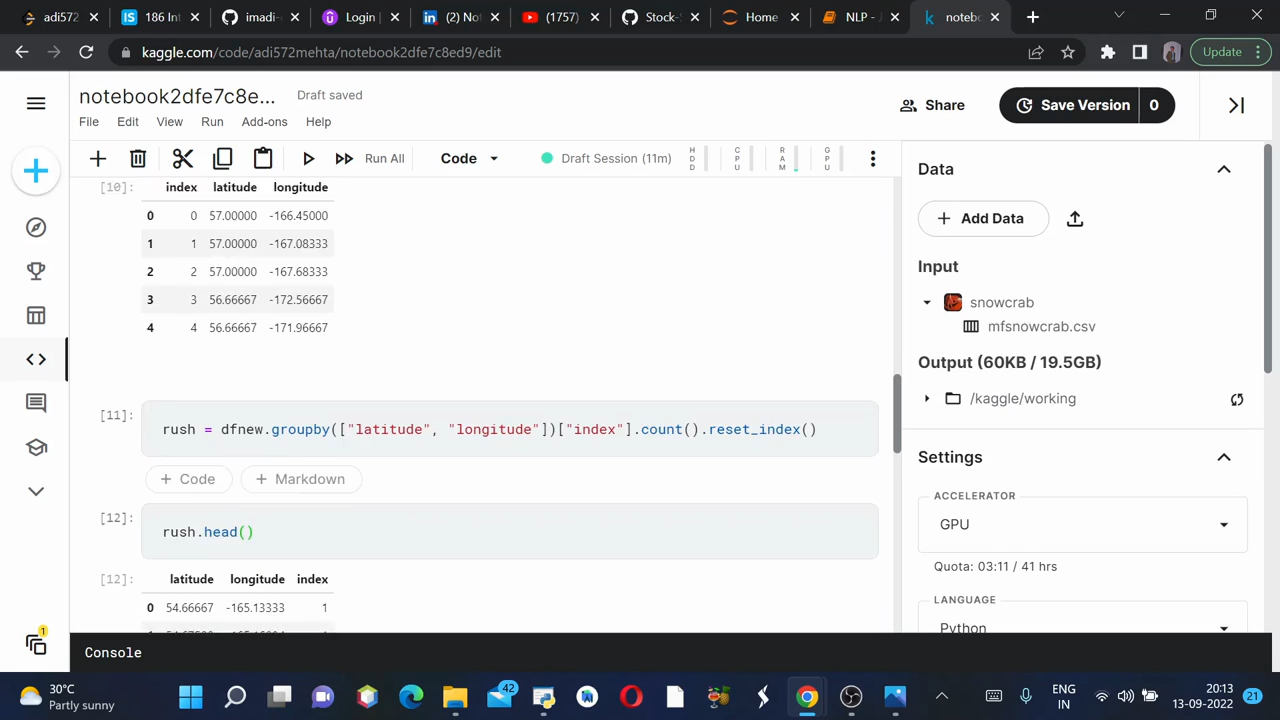 adi572
186 Int
imadi-
Login
(2) No
(1757)
Stock-S
Home
NLP - J
notebo
kaggle.com/code/adi572mehta/notebook2dfe7c8ed9/edit
Update
notebook2dfe7c8e...
Draft saved
File Edit View Run Add-ons Help
Share
Save Version 0
Run All
Code
Draft Session (11m)
HDD
CPU
RAM
GPU
[10]:
index latitude longitude
0 0 57.00000 -166.45000
1 1 57.00000 -167.08333
2 2 57.00000 -167.68333
3 3 56.66667 -172.56667
4 4 56.66667 -171.96667
[11]:
rush = dfnew.groupby(["latitude", "longitude"])["index"].count().reset_index()
+ Code
+ Markdown
[12]:
rush.head()
[12]:
latitude longitude index
0 54.66667 -165.13333 1
Data
+ Add Data
Input
snowcrab
mfsnowcrab.csv
Output (60KB / 19.5GB)
/kaggle/working
Settings
ACCELERATOR
GPU
Quota: 03:11 / 41 hrs
LANGUAGE
Python
Console
1
30°C
Partly sunny
42
ENG
IN
20:13
13-09-2022
21